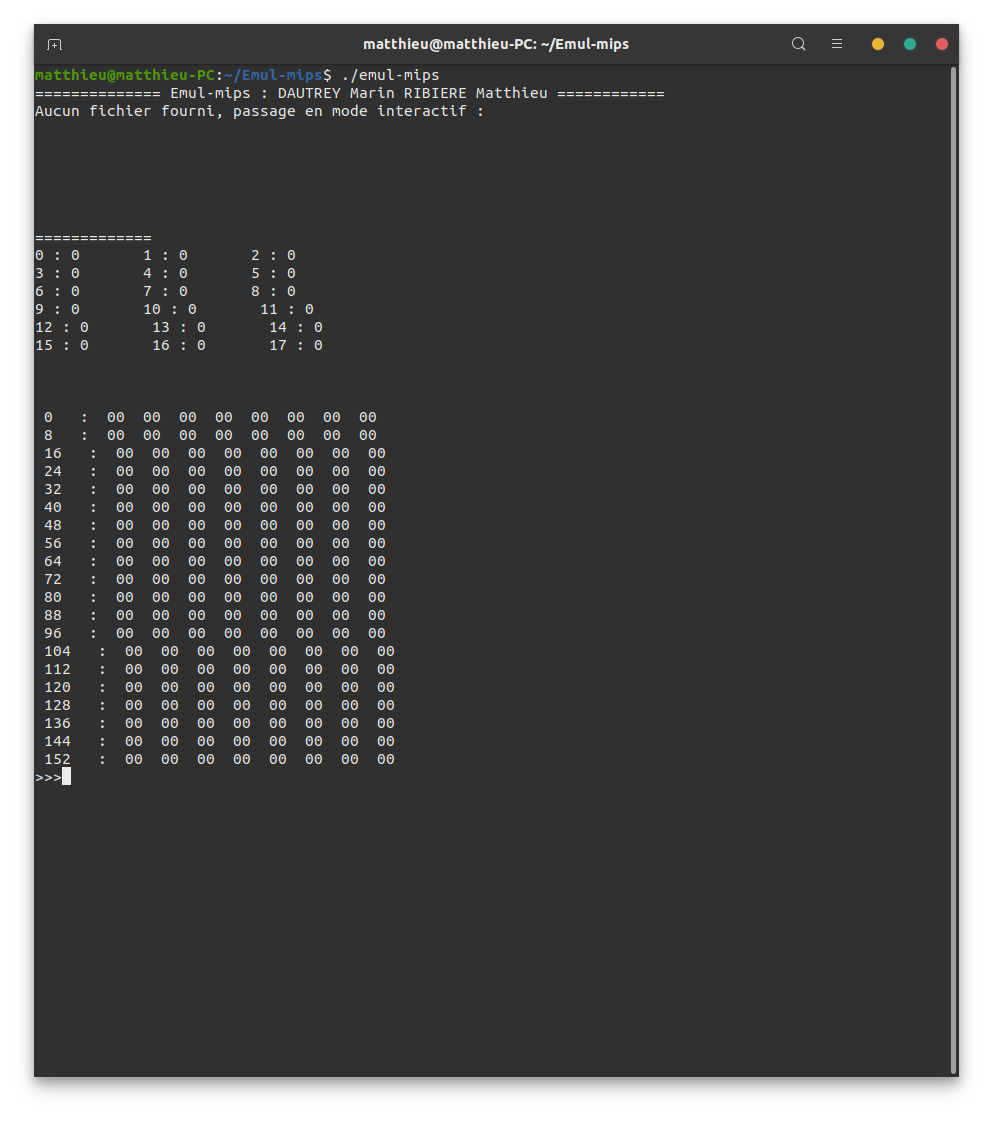 matthieu@matthieu-PC: ~/Emul-mips
matthieu@matthieu-PC:~/Emul-mips$ ./emul-mips
============== Emul-mips : DAUTREY Marin RIBIERE Matthieu ============
Aucun fichier fourni, passage en mode interactif :
=============
0 : 0       1 : 0       2 : 0
3 : 0       4 : 0       5 : 0
6 : 0       7 : 0       8 : 0
9 : 0       10 : 0       11 : 0
12 : 0       13 : 0       14 : 0
15 : 0       16 : 0       17 : 0
0   :  00  00  00  00  00  00  00  00
8   :  00  00  00  00  00  00  00  00
16   :  00  00  00  00  00  00  00  00
24   :  00  00  00  00  00  00  00  00
32   :  00  00  00  00  00  00  00  00
40   :  00  00  00  00  00  00  00  00
48   :  00  00  00  00  00  00  00  00
56   :  00  00  00  00  00  00  00  00
64   :  00  00  00  00  00  00  00  00
72   :  00  00  00  00  00  00  00  00
80   :  00  00  00  00  00  00  00  00
88   :  00  00  00  00  00  00  00  00
96   :  00  00  00  00  00  00  00  00
104   :  00  00  00  00  00  00  00  00
112   :  00  00  00  00  00  00  00  00
120   :  00  00  00  00  00  00  00  00
128   :  00  00  00  00  00  00  00  00
136   :  00  00  00  00  00  00  00  00
144   :  00  00  00  00  00  00  00  00
152   :  00  00  00  00  00  00  00  00
>>>